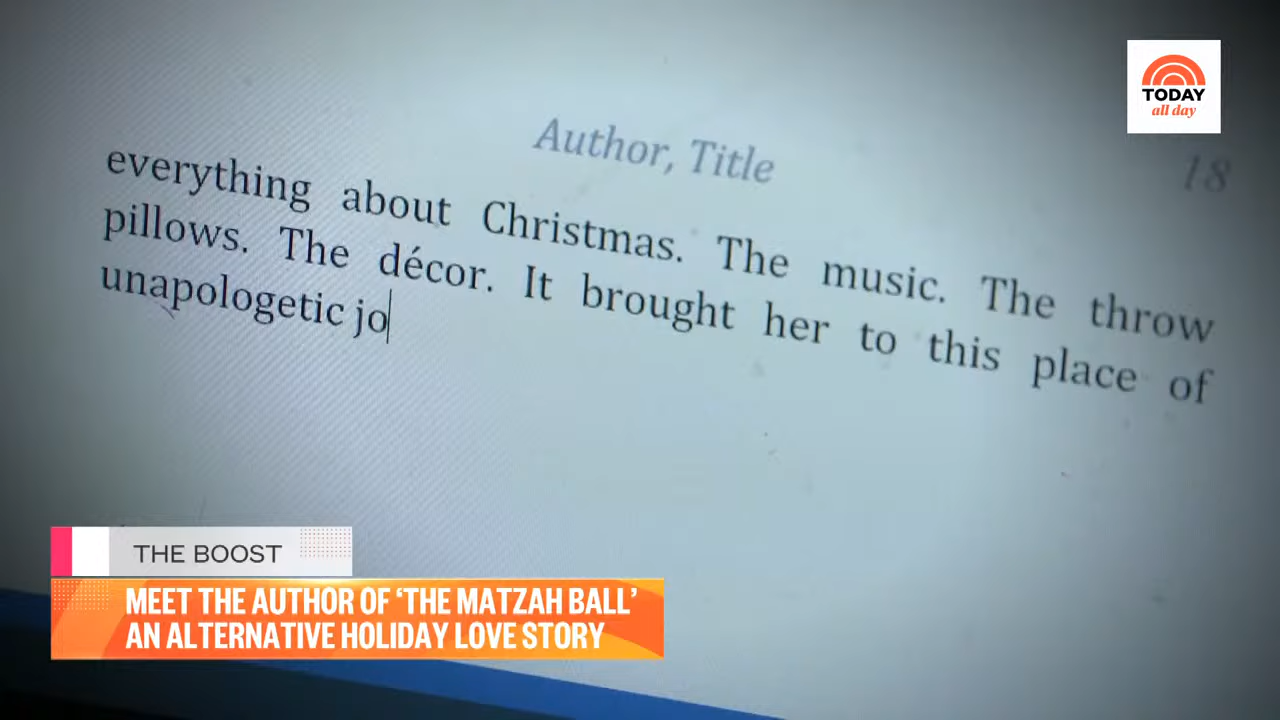 TODAY
all day
Author, Title
18
everything about Christmas. The music. The throw
pillows. The décor. It brought her to this place of
unapologetic jo
THE BOOST
MEET THE AUTHOR OF ‘THE MATZAH BALL’
AN ALTERNATIVE HOLIDAY LOVE STORY